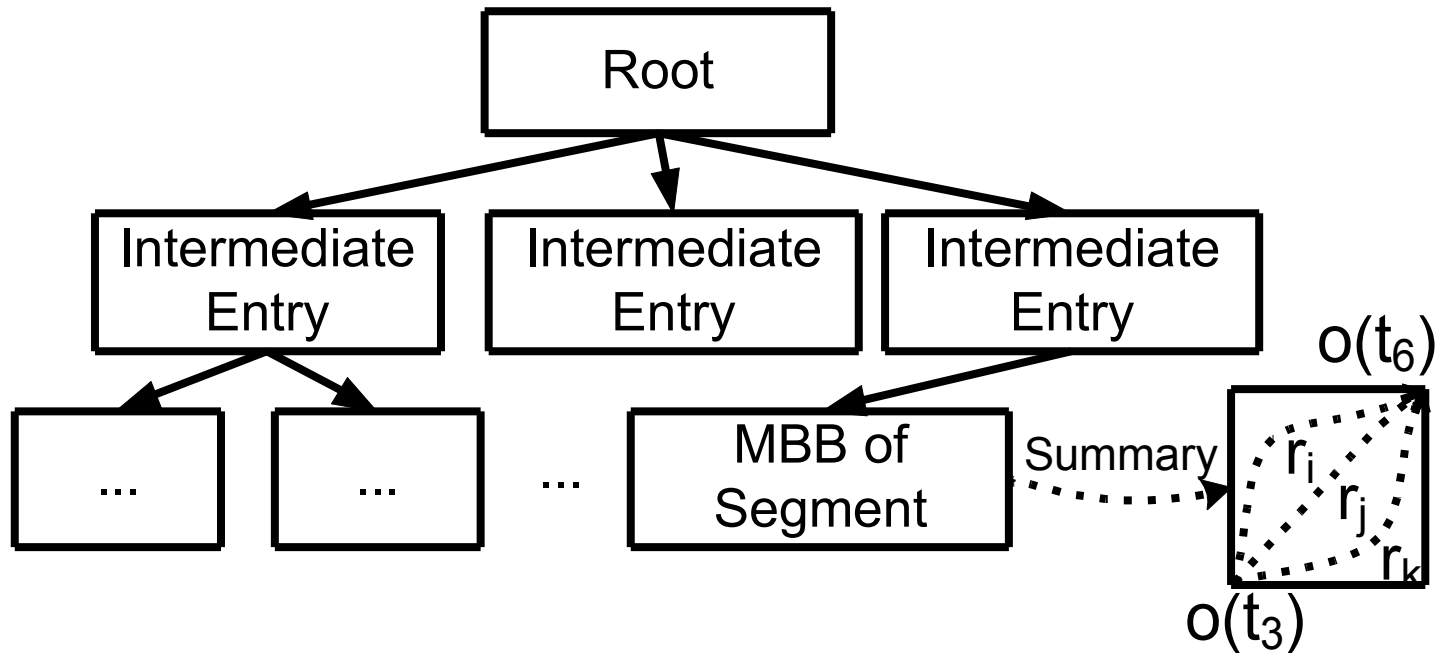 Root
Intermediate
Entry
Intermediate
Entry
Intermediate
Entry
o(t₆)
...
...
...
MBB of
Segment
Summary
rᵢ
rⱼ
rₖ
o(t₃)